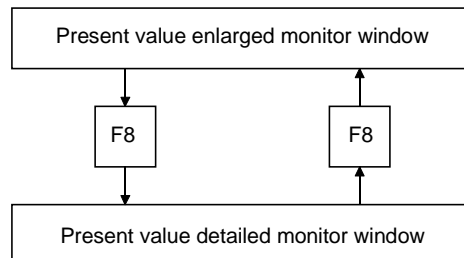 Present value enlarged monitor window
F8 F8
Present value detailed monitor window